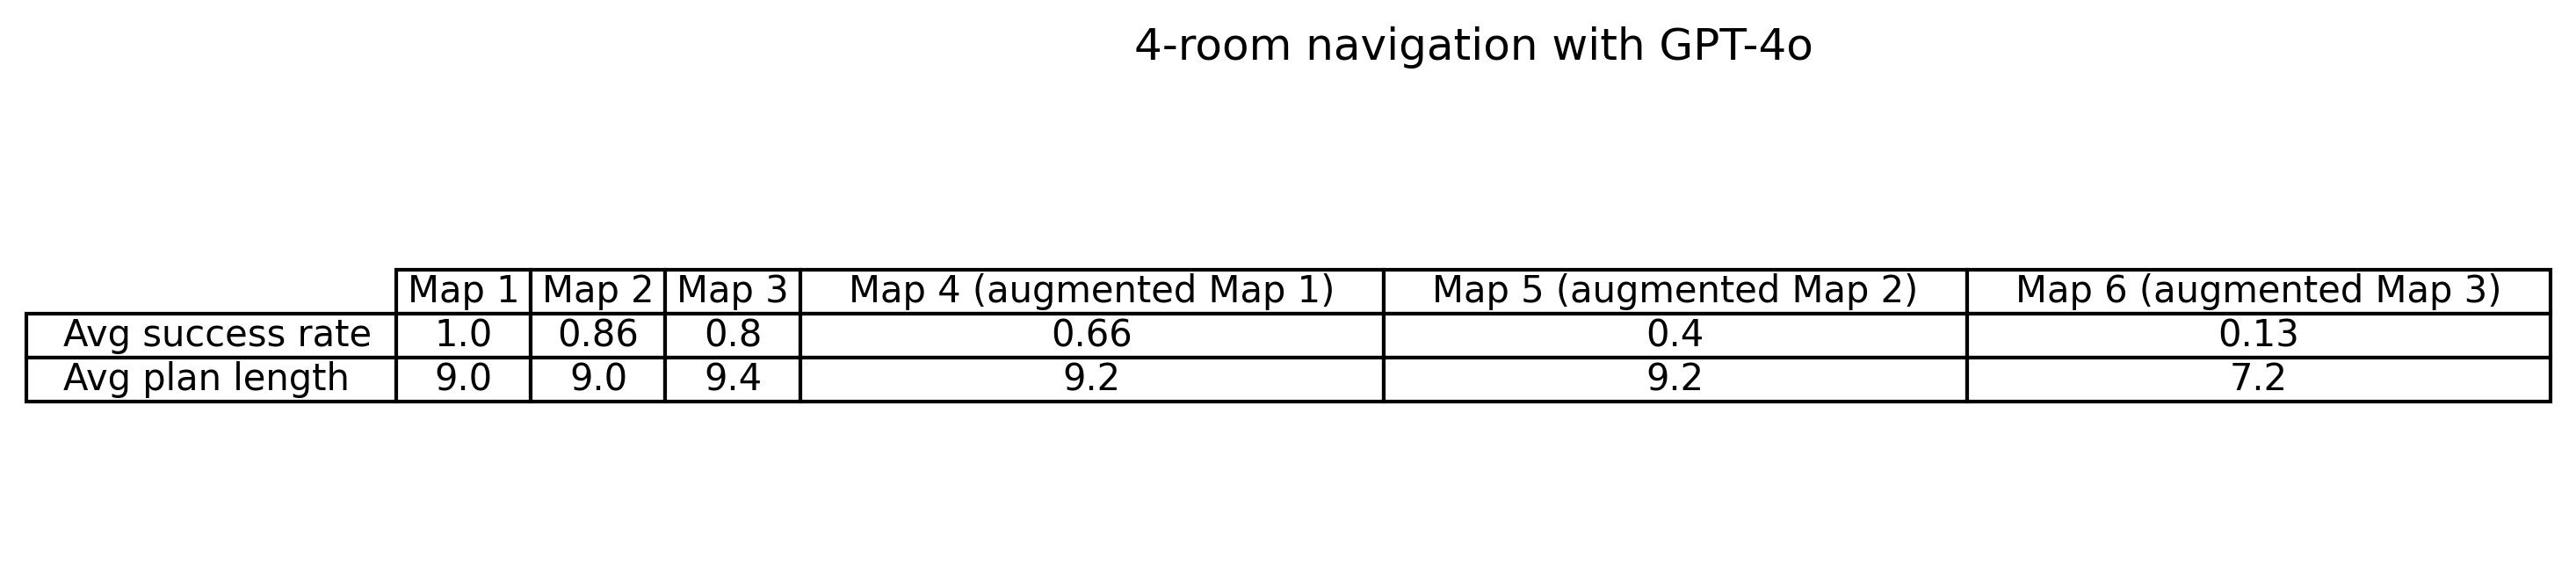 4-room navigation with GPT-4o
Map 1 Map 2 Map 3 Map 4 (augmented Map 1) Map 5 (augmented Map 2) Map 6 (augmented Map 3)
Avg success rate 1.0 0.86 0.8 0.66 0.4 0.13
Avg plan length 9.0 9.0 9.4 9.2 9.2 7.2